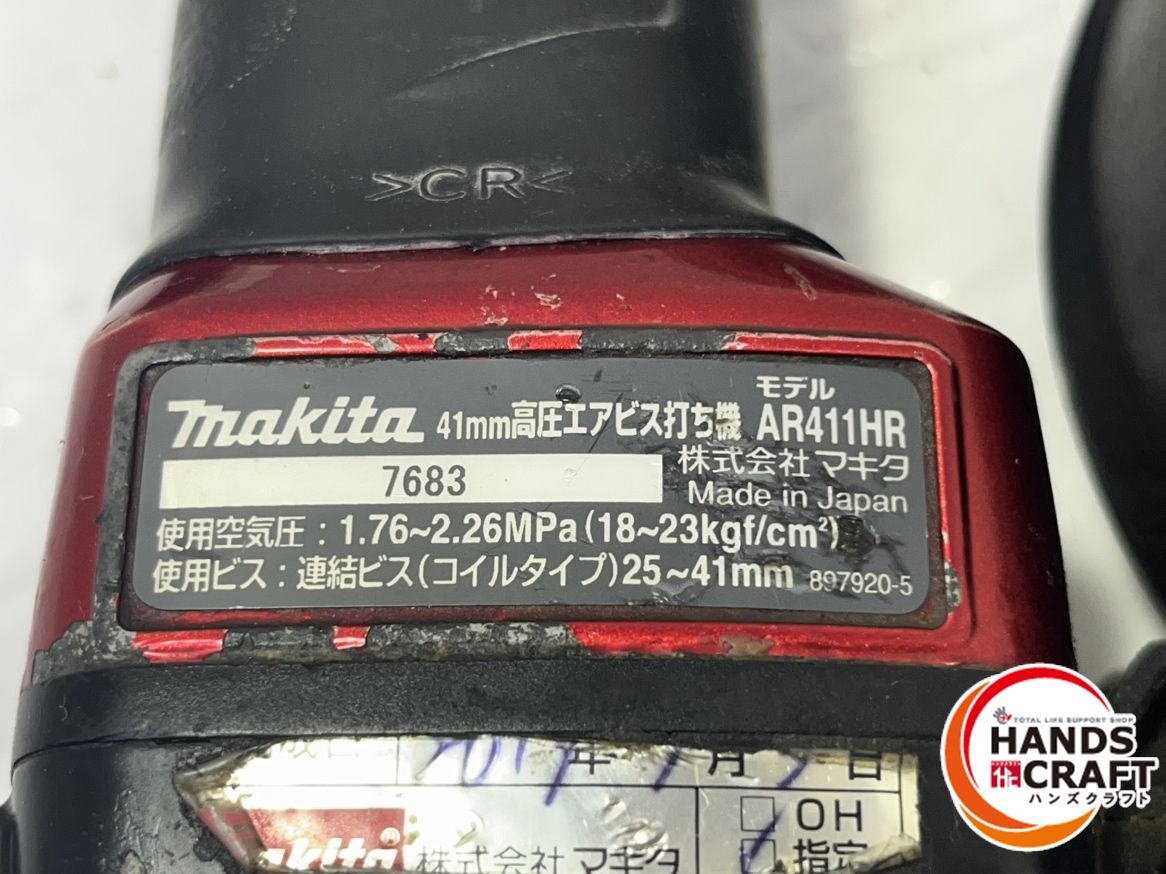 >CR<
makita 41mm高圧エアビス打ち機 モデル AR411HR
7683
株式会社 マキタ
Made in Japan
使用空気圧：1.76~2.26MPa(18~23kgf/cm²)
使用ビス：連結ビス(コイルタイプ)25~41mm 897920-5
年 月 日
makita® 株式会社 マキタ
□OH
□指定
TOTAL LIFE SUPPORT SHOP
HANDS
CRAFT
ハンズクラフト